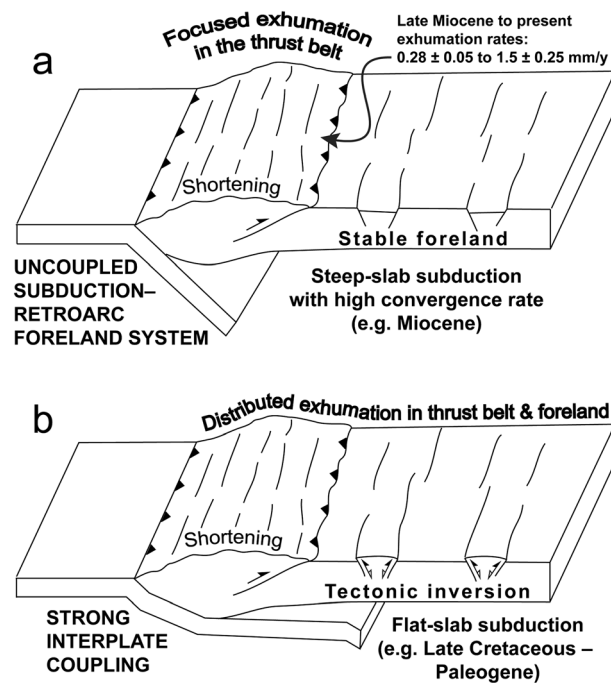 a
Focused exhumation
in the thrust belt
Late Miocene to present
exhumation rates:
0.28 ± 0.05 to 1.5 ± 0.25 mm/y
Shortening
Stable foreland
UNCOUPLED
SUBDUCTION–
RETROARC
FORELAND SYSTEM
Steep-slab subduction
with high convergence rate
(e.g. Miocene)
b
Distributed exhumation in thrust belt & foreland
Shortening
Tectonic inversion
STRONG
INTERPLATE
COUPLING
Flat-slab subduction
(e.g. Late Cretaceous –
Paleogene)